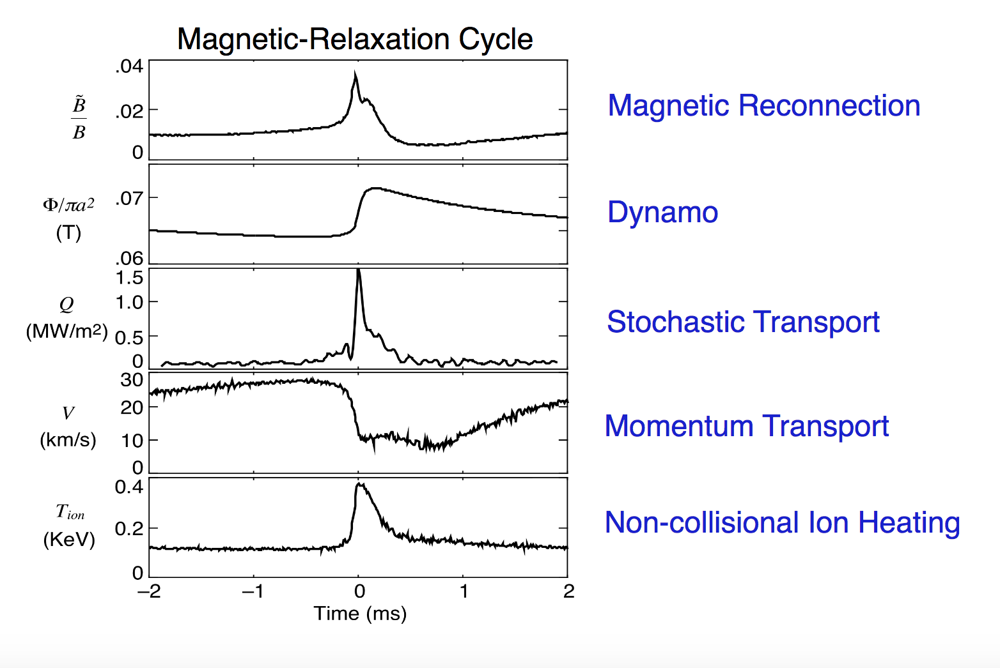 Magnetic-Relaxation Cycle
.04
.02
0
B̃
B
Magnetic Reconnection
.07
.06
Φ/πa²
(T)
Dynamo
1.5
1.0
0.5
0
Q
(MW/m2)
Stochastic Transport
30
20
10
0
V
(km/s)
Momentum Transport
0.4
0.2
0
Tion
(KeV)
Non-collisional Ion Heating
−2 −1 0 1 2
Time (ms)